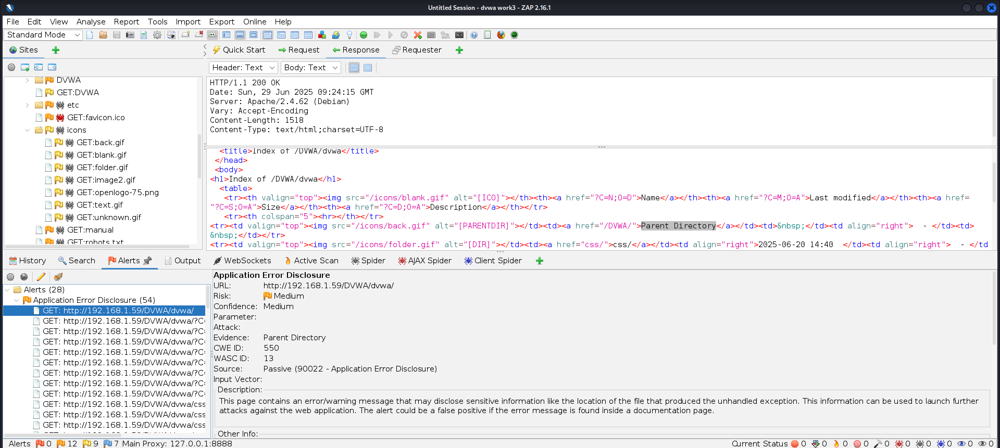 Untitled Session - dvwa work3 - ZAP 2.16.1
File Edit View Analyse Report Tools Import Export Online Help
Standard Mode
Sites
Quick Start Request Response Requester
Header: Text Body: Text
DVWA
GET:DVWA
etc
GET:favicon.ico
icons
GET:back.gif
GET:blank.gif
GET:folder.gif
GET:image2.gif
GET:openlogo-75.png
GET:text.gif
GET:unknown.gif
GET:manual
GET:robots.txt
HTTP/1.1 200 OK
Date: Sun, 29 Jun 2025 09:24:15 GMT
Server: Apache/2.4.62 (Debian)
Vary: Accept-Encoding
Content-Length: 1518
Content-Type: text/html;charset=UTF-8
<title>Index of /DVWA/dvwa</title>
</head>
<body>
<h1>Index of /DVWA/dvwa</h1>
<table>
<tr><th valign="top"><img src="/icons/blank.gif" alt="[ICO]"></th><th><a href="?C=N;O=D">Name</a></th><th><a href="?C=M;O=A">Last modified</a></th><th><a href=
"?C=S;O=A">Size</a></th><th><a href="?C=D;O=A">Description</a></th></tr>
<tr><th colspan="5"><hr></th></tr>
<tr><td valign="top"><img src="/icons/back.gif" alt="[PARENTDIR]"></td><td><a href="/DVWA/">Parent Directory</a></td><td>&nbsp;</td><td align="right">  - </td><td>
&nbsp;</td></tr>
<tr><td valign="top"><img src="/icons/folder.gif" alt="[DIR]"></td><td><a href="css/">css/</a></td><td align="right">2025-06-20 14:40  </td><td align="right">  - </td
History Search Alerts Output WebSockets Active Scan Spider AJAX Spider Client Spider
Alerts (28)
Application Error Disclosure (54)
GET: http://192.168.1.59/DVWA/dvwa/
GET: http://192.168.1.59/DVWA/dvwa/?C=
GET: http://192.168.1.59/DVWA/dvwa/?C=
GET: http://192.168.1.59/DVWA/dvwa/?C=
GET: http://192.168.1.59/DVWA/dvwa/?C=
GET: http://192.168.1.59/DVWA/dvwa/?C=
GET: http://192.168.1.59/DVWA/dvwa/?C=
GET: http://192.168.1.59/DVWA/dvwa/?C=
GET: http://192.168.1.59/DVWA/dvwa/?C=
GET: http://192.168.1.59/DVWA/dvwa/css
GET: http://192.168.1.59/DVWA/dvwa/css
GET: http://192.168.1.59/DVWA/dvwa/css
Application Error Disclosure
URL: http://192.168.1.59/DVWA/dvwa/
Risk: Medium
Confidence: Medium
Parameter:
Attack:
Evidence: Parent Directory
CWE ID: 550
WASC ID: 13
Source: Passive (90022 - Application Error Disclosure)
Input Vector:
Description:
This page contains an error/warning message that may disclose sensitive information like the location of the file that produced the unhandled exception. This information can be used to launch further
attacks against the web application. The alert could be a false positive if the error message is found inside a documentation page.
Other Info:
Alerts 0 12 9 7 Main Proxy: 127.0.0.1:8888
Current Status 0 0 0 0 0 0 0 0 0 0